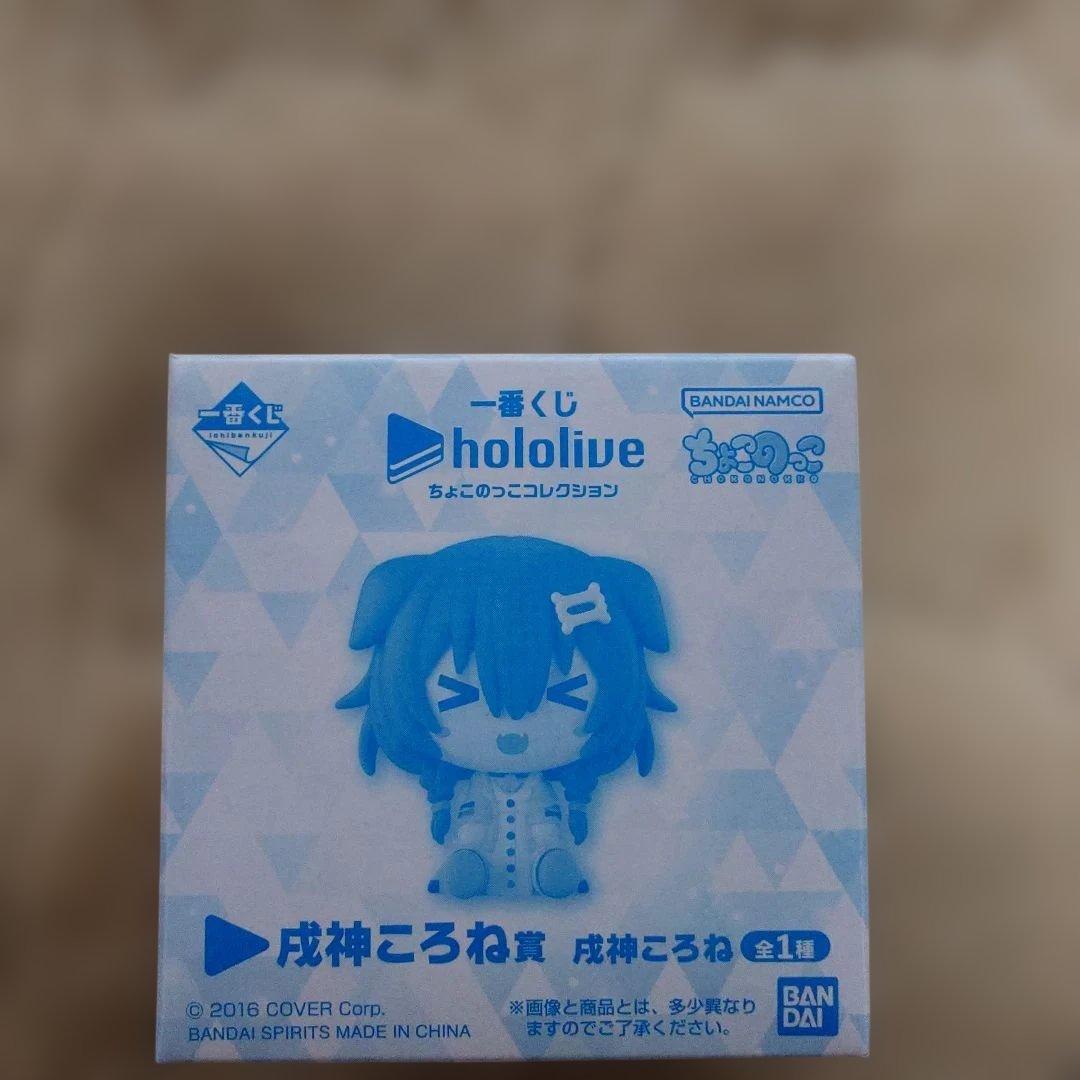 一番くじ
ichibankuji
一番くじ
hololive
ちょこのっこコレクション
BANDAI NAMCO
ちょこのっこ
CHOKONOKKO
戌神ころね賞 戌神ころね 全1種
© 2016 COVER Corp.
BANDAI SPIRITS MADE IN CHINA
※画像と商品とは、多少異なり
ますのでご了承ください。
BAN
DAI